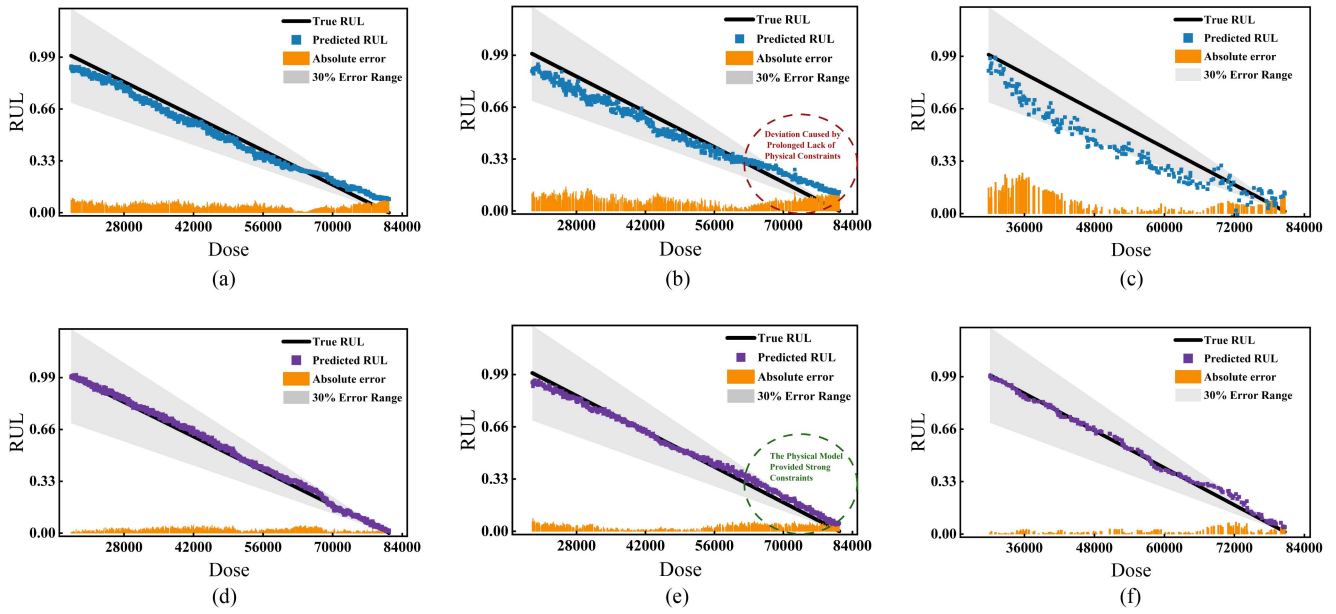 True RUL
Predicted RUL
Absolute error
30% Error Range
RUL
0.99
0.66
0.33
0.00
28000 42000 56000 70000 84000
Dose
(a)
True RUL
Predicted RUL
Absolute error
30% Error Range
Deviation Caused by
Prolonged Lack of
Physical Constraints
RUL
0.99
0.66
0.33
0.00
28000 42000 56000 70000 84000
Dose
(b)
True RUL
Predicted RUL
Absolute error
30% Error Range
RUL
0.99
0.66
0.33
0.00
36000 48000 60000 72000 84000
Dose
(c)
True RUL
Predicted RUL
Absolute error
30% Error Range
RUL
0.99
0.66
0.33
0.00
28000 42000 56000 70000 84000
Dose
(d)
True RUL
Predicted RUL
Absolute error
30% Error Range
The Physical Model
Provided Strong
Constraints
RUL
0.99
0.66
0.33
0.00
28000 42000 56000 70000 84000
Dose
(e)
True RUL
Predicted RUL
Absolute error
30% Error Range
RUL
0.99
0.66
0.33
0.00
36000 48000 60000 72000 84000
Dose
(f)